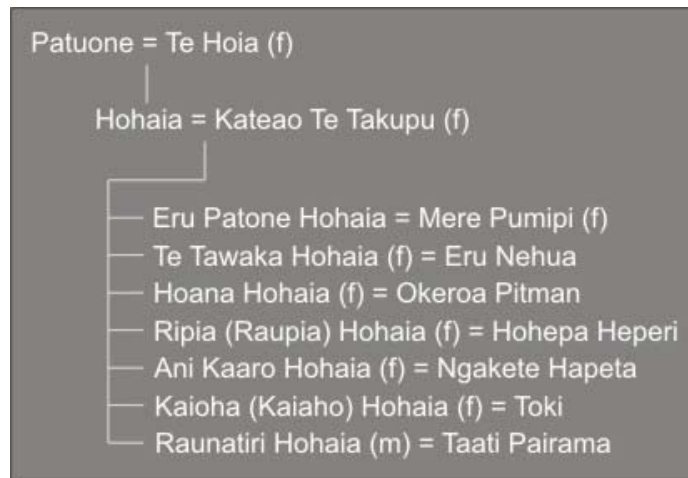 Patuone = Te Hoia (f)
Hohaia = Kateao Te Takupu (f)
Eru Patone Hohaia = Mere Pumipi (f)
Te Tawaka Hohaia (f) = Eru Nehua
Hoana Hohaia (f) = Okeroa Pitman
Ripia (Raupia) Hohaia (f) = Hohepa Heperi
Ani Kaaro Hohaia (f) = Ngakete Hapeta
Kaioha (Kaiaho) Hohaia (f) = Toki
Raunatiri Hohaia (m) = Taati Pairama